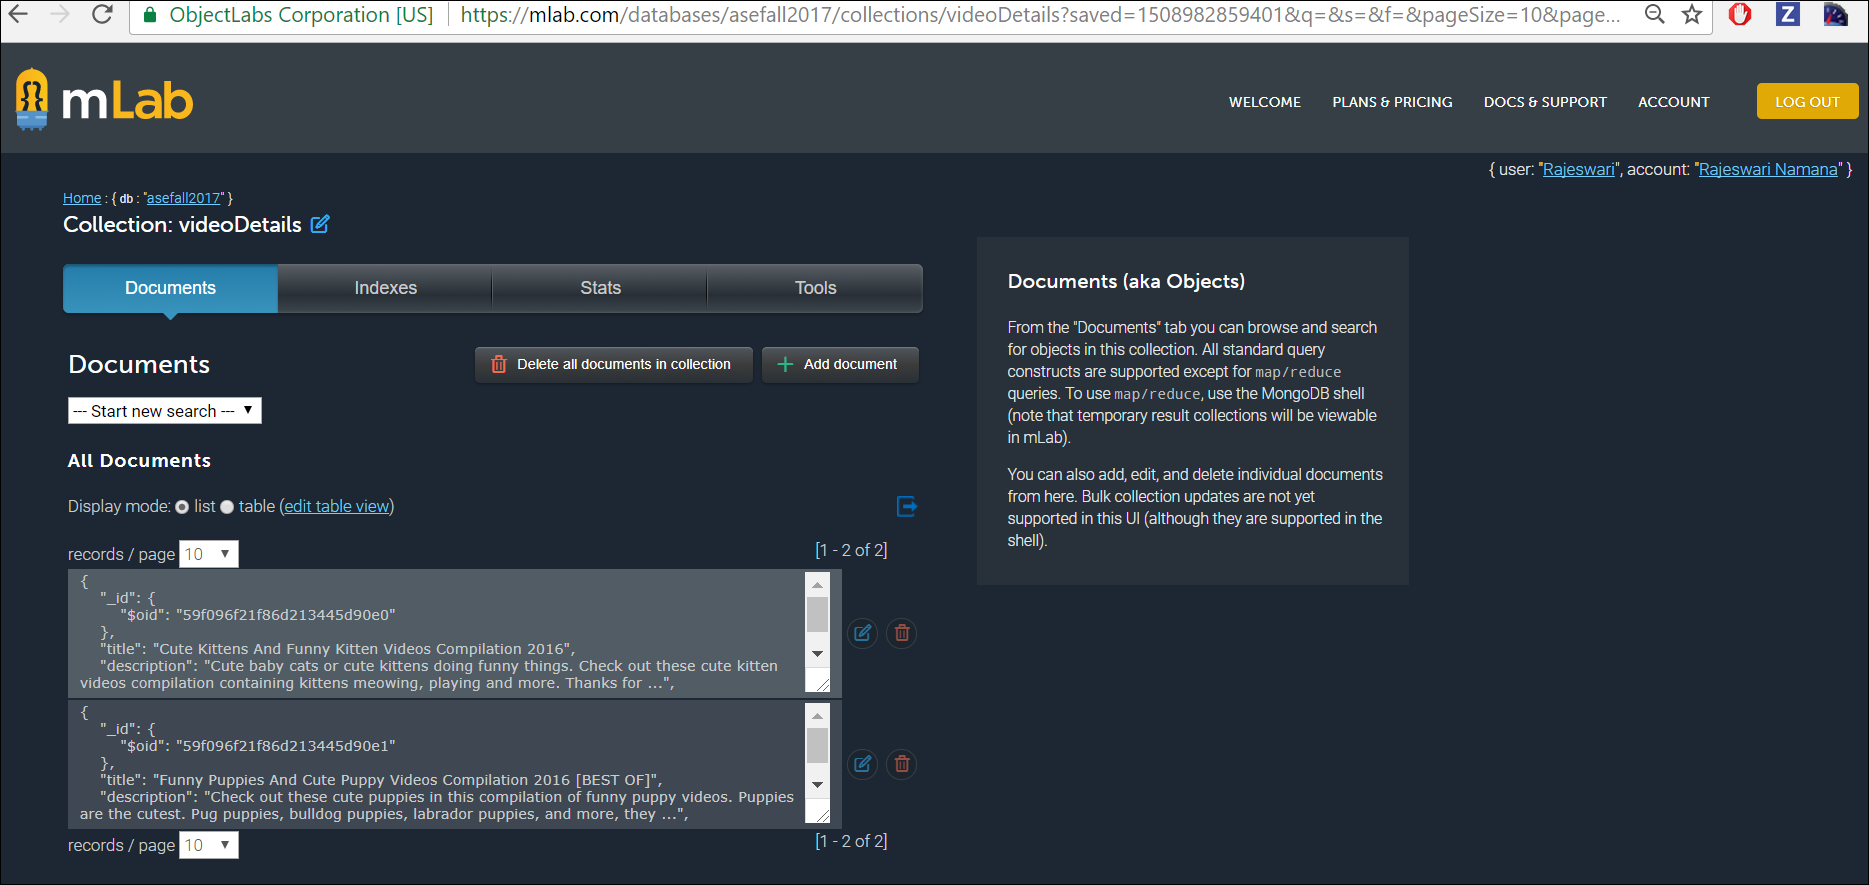 ObjectLabs Corporation [US] https://mlab.com/databases/asefall2017/collections/videoDetails?saved=1508982859401&q=&s=&f=&pageSize=10&page...
Z
mLab
WELCOME PLANS & PRICING DOCS & SUPPORT ACCOUNT LOG OUT
{ user: "Rajeswari", account: "Rajeswari Namana" }
Home : { db : "asefall2017" }
Collection: videoDetails
Documents Indexes Stats Tools
Documents
Delete all documents in collection
Add document
--- Start new search ---
All Documents
Display mode: list table (edit table view)
records / page 10
[1 - 2 of 2]
{
"_id": {
"$oid": "59f096f21f86d213445d90e0"
},
"title": "Cute Kittens And Funny Kitten Videos Compilation 2016",
"description": "Cute baby cats or cute kittens doing funny things. Check out these cute kitten
videos compilation containing kittens meowing, playing and more. Thanks for ...",
{
"_id": {
"$oid": "59f096f21f86d213445d90e1"
},
"title": "Funny Puppies And Cute Puppy Videos Compilation 2016 [BEST OF]",
"description": "Check out these cute puppies in this compilation of funny puppy videos. Puppies
are the cutest. Pug puppies, bulldog puppies, labrador puppies, and more, they ...",
records / page 10
[1 - 2 of 2]
Documents (aka Objects)
From the "Documents" tab you can browse and search
for objects in this collection. All standard query
constructs are supported except for map/reduce
queries. To use map/reduce, use the MongoDB shell
(note that temporary result collections will be viewable
in mLab).
You can also add, edit, and delete individual documents
from here. Bulk collection updates are not yet
supported in this UI (although they are supported in the
shell).